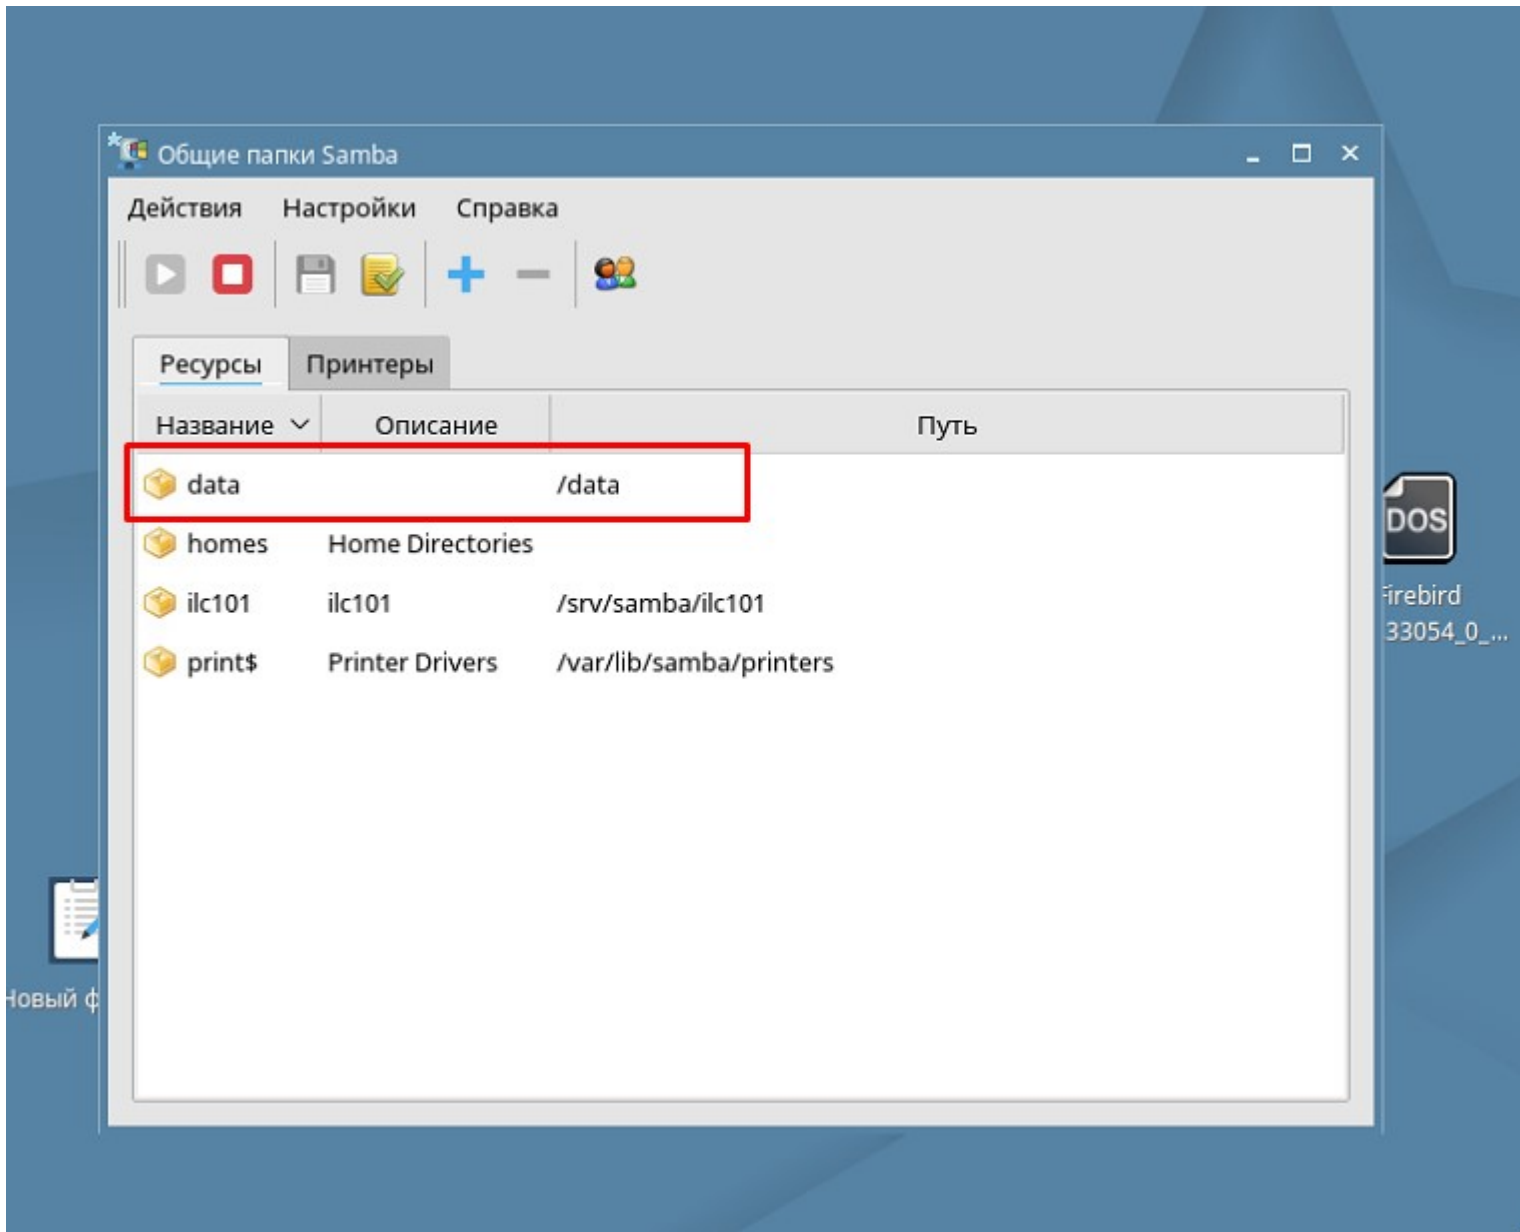 Общие папки Samba
Действия Настройки Справка
Ресурсы Принтеры
Название Описание Путь
data /data
homes Home Directories
ilc101 ilc101 /srv/samba/ilc101
print$ Printer Drivers /var/lib/samba/printers
DOS
Firebird
33054_0_...
Новый ф